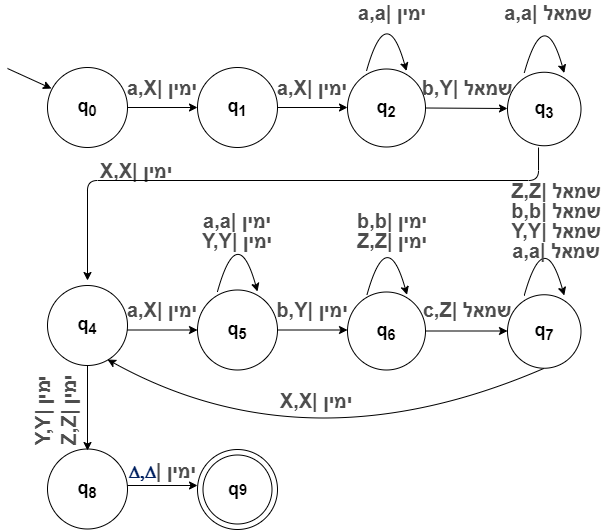 a,a| ימין
a,a| שמאל
q0
a,X| ימין
q1
a,X| ימין
q2
b,Y| שמאל
q3
X,X| ימין
Z,Z| שמאל
b,b| שמאל
Y,Y| שמאל
a,a| שמאל
a,a| ימין
Y,Y| ימין
b,b| ימין
Z,Z| ימין
q4
a,X| ימין
q5
b,Y| ימין
q6
c,Z| שמאל
q7
X,X| ימין
Y,Y| ימין
Z,Z| ימין
q8
Δ,Δ| ימין
q9